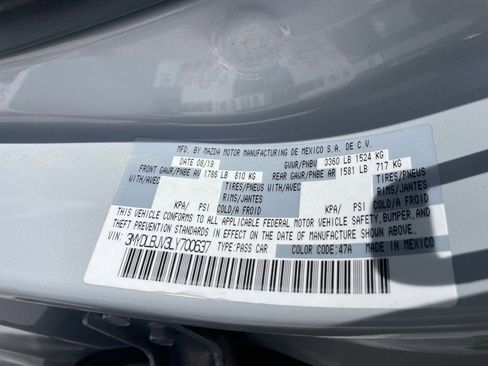 MFD. BY MAZDA MOTOR MANUFACTURING DE MEXICO S.A. DE C.V.
DATE 08/19 GVWR/PNBV 3360 LB 1524 KG
FRONT GAWR/PNBE AV 1786 LB 810 KG REAR GAWR/PNBE AR 1581 LB 717 KG
WITH/AVEC TIRES/PNEUS WITH/AVEC TIRES/PNEUS
RIMS/JANTES RIMS/JANTES
KPA/ PSI COLD/A FROID KPA/ PSI COLD/A FROID
THIS VEHICLE CONFORMS TO ALL APPLICABLE FEDERAL MOTOR VEHICLE SAFETY, BUMPER, AND
THEFT PREVENTION STANDARDS IN EFFECT ON THE DATE OF MANUFACTURE SHOWN ABOVE.
VIN: 3MYDLBJV3LY700637 TYPE: PASS CAR COLOR CODE: 47A MADE IN MEXICO